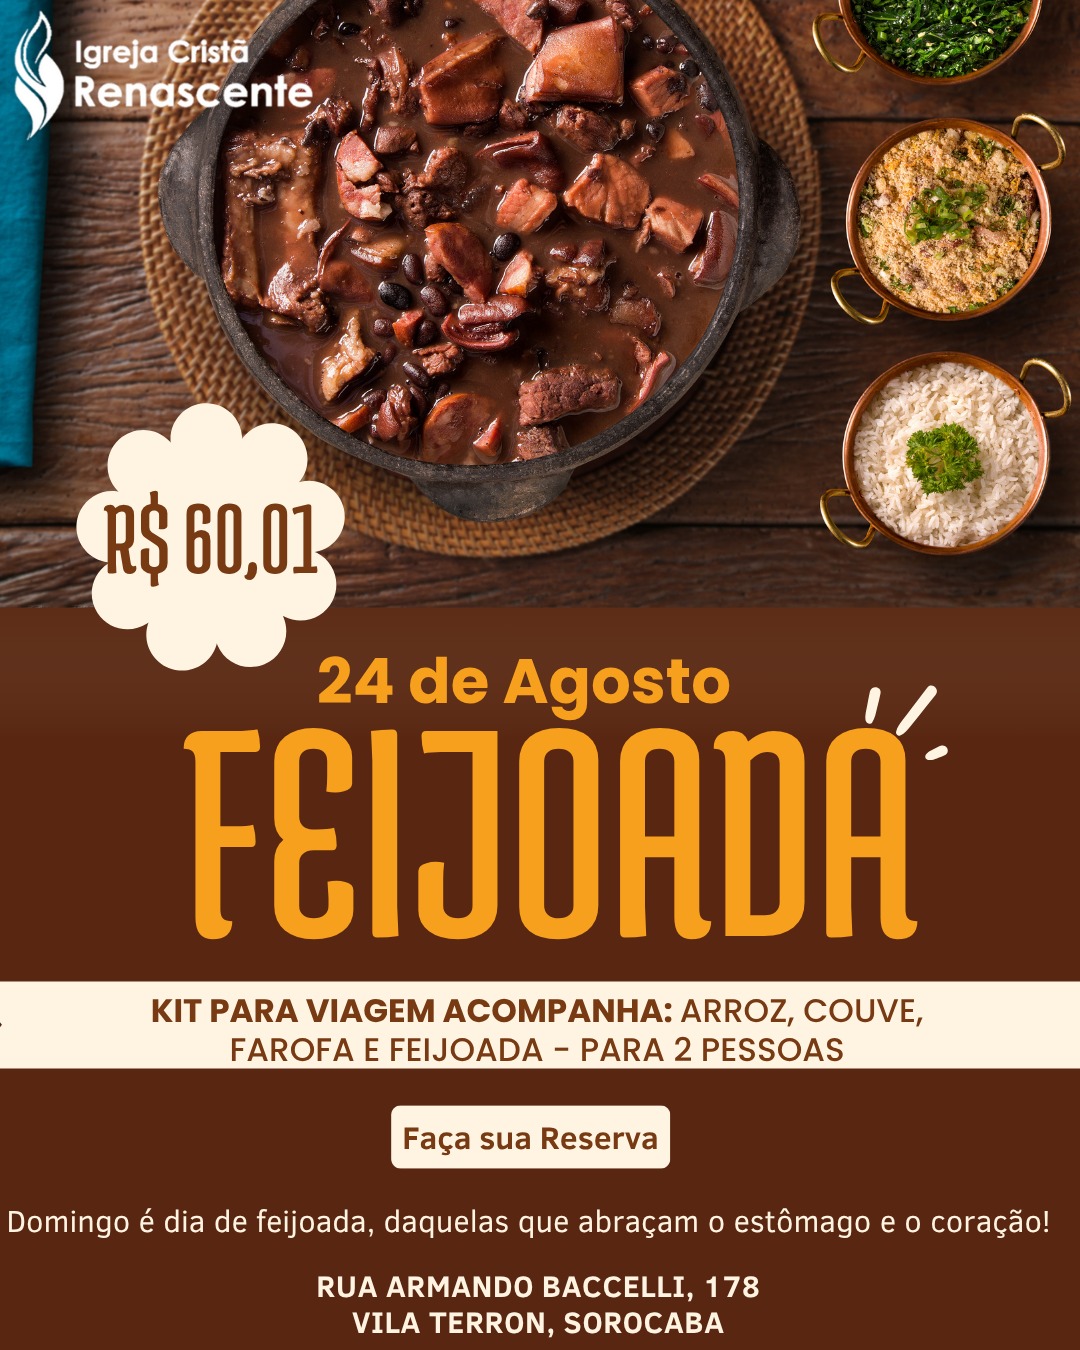 Igreja Cristã
Renascente
R$ 60,01
24 de Agosto
FEIJOADA
KIT PARA VIAGEM ACOMPANHA: ARROZ, COUVE,
FAROFA E FEIJOADA - PARA 2 PESSOAS
Faça sua Reserva
Domingo é dia de feijoada, daquelas que abraçam o estômago e o coração!
RUA ARMANDO BACCELLI, 178
VILA TERRON, SOROCABA